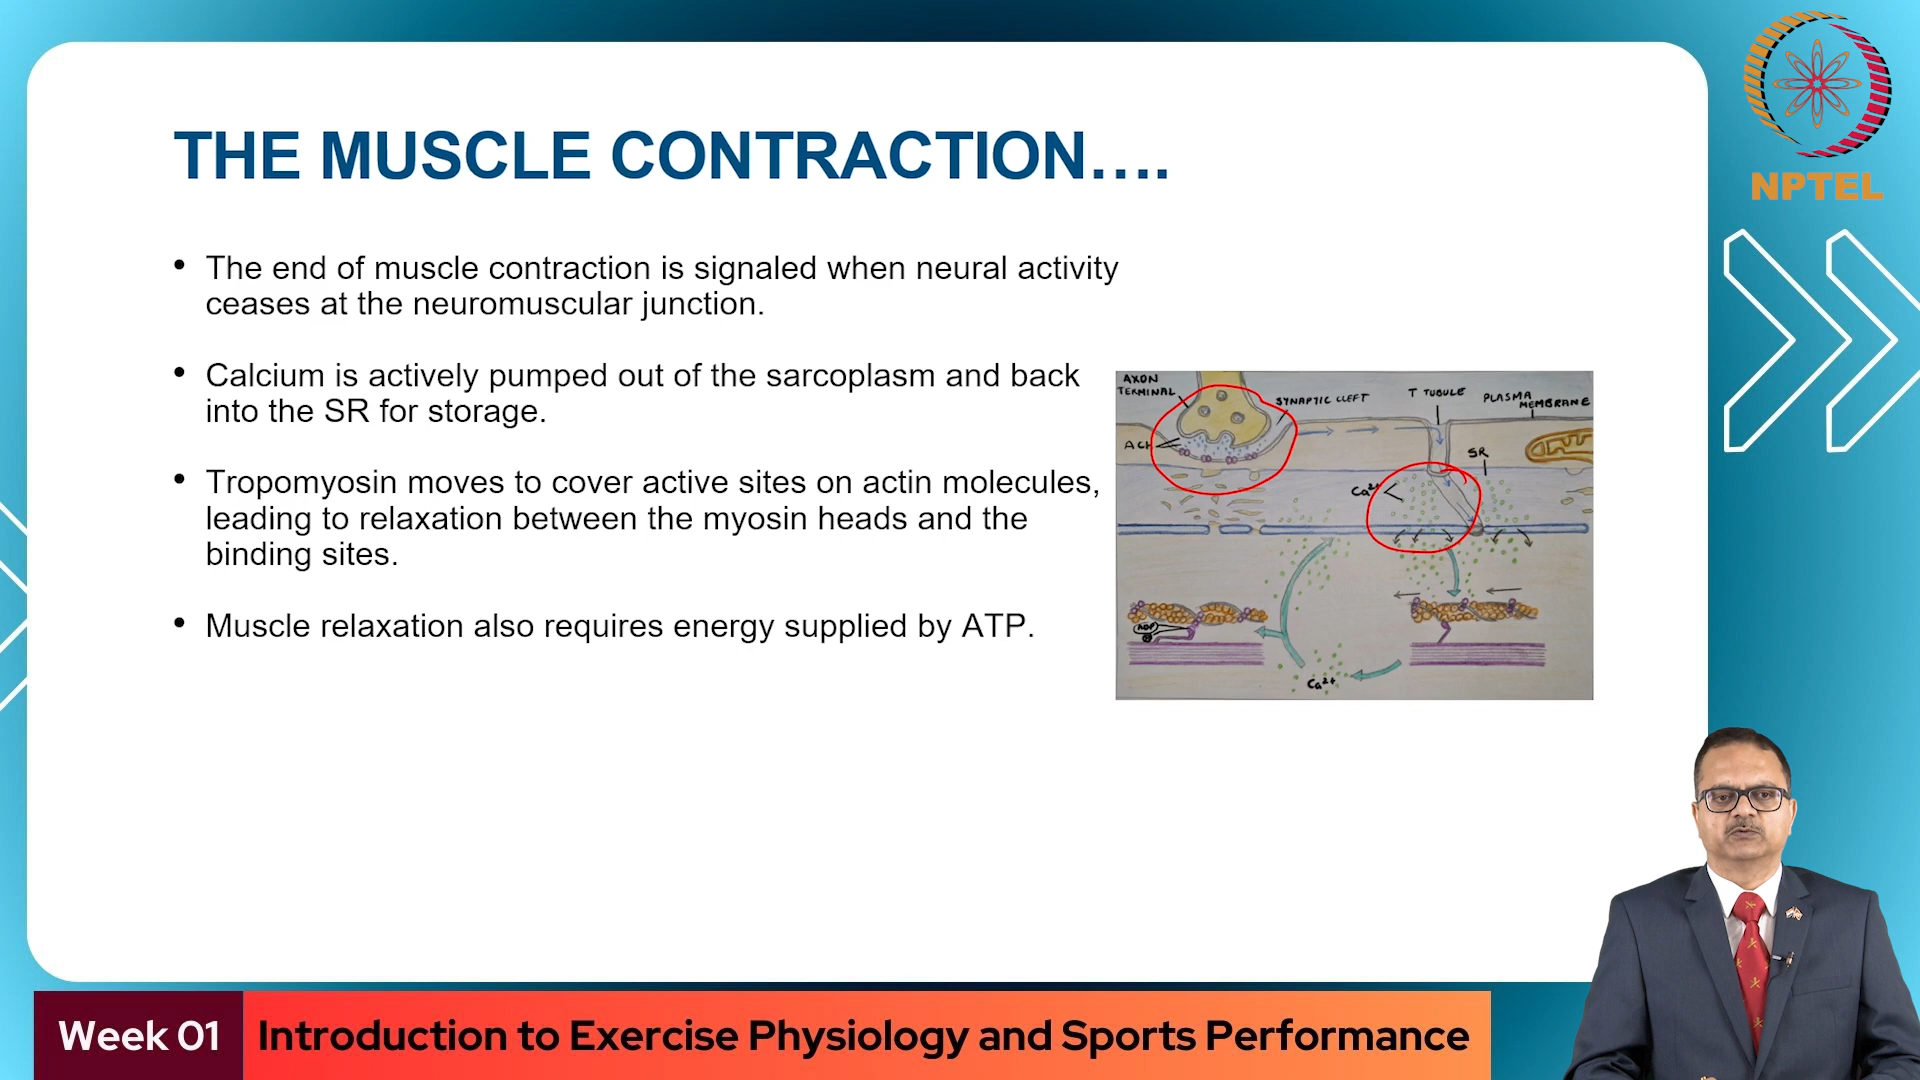 THE MUSCLE CONTRACTION....
• The end of muscle contraction is signaled when neural activity
ceases at the neuromuscular junction.
• Calcium is actively pumped out of the sarcoplasm and back
into the SR for storage.
• Tropomyosin moves to cover active sites on actin molecules,
leading to relaxation between the myosin heads and the
binding sites.
• Muscle relaxation also requires energy supplied by ATP.
AXON
TERMINAL
SYNAPTIC CLEFT
T TUBULE
PLASMA
MEMBRANE
ACH
SR
Ca2+
ADP
Ca2+
NPTEL
Week 01
Introduction to Exercise Physiology and Sports Performance